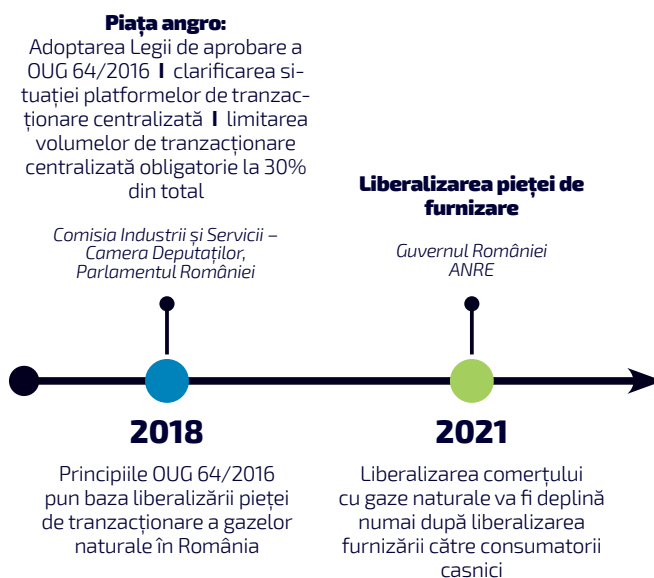 Piața angro:
Adoptarea Legii de aprobare a
OUG 64/2016 I clarificarea si-
tuației platformelor de tranzac-
ționare centralizată I limitarea
volumelor de tranzacționare
centralizată obligatorie la 30%
din total
Comisia Industrii și Servicii –
Camera Deputaților,
Parlamentul României
2018
Principiile OUG 64/2016
pun baza liberalizării pieței
de tranzacționare a gazelor
naturale în România
Liberalizarea pieței de
furnizare
Guvernul României
ANRE
2021
Liberalizarea comerțului
cu gaze naturale va fi deplină
numai după liberalizarea
furnizării către consumatorii
casnici